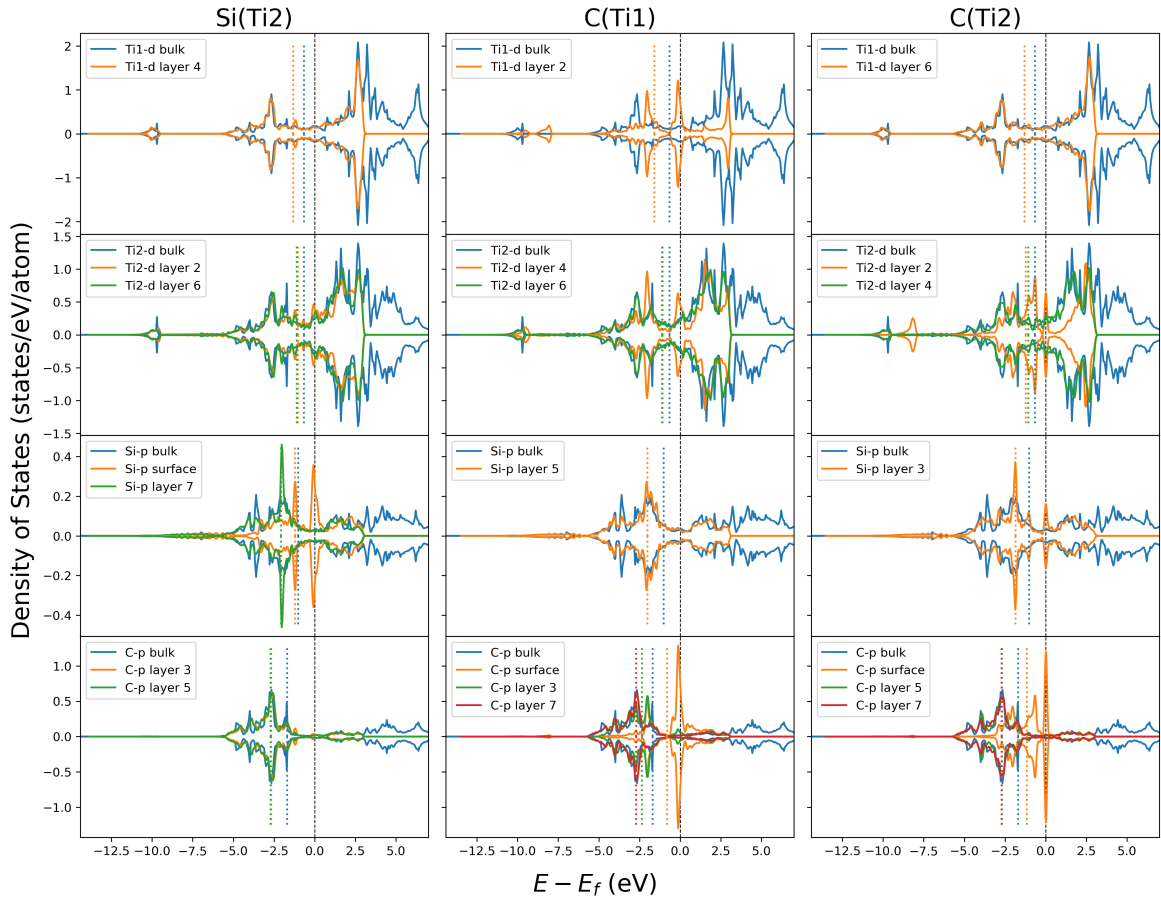 Si(Ti2)
C(Ti1)
C(Ti2)
Density of States (states/eV/atom)
Ti1-d bulk
Ti1-d layer 4
2
1
0
−1
−2
Ti1-d bulk
Ti1-d layer 2
Ti1-d bulk
Ti1-d layer 6
Ti2-d bulk
Ti2-d layer 2
Ti2-d layer 6
1.5
1.0
0.5
0.0
−0.5
−1.0
−1.5
Ti2-d bulk
Ti2-d layer 4
Ti2-d layer 6
Ti2-d bulk
Ti2-d layer 2
Ti2-d layer 4
Si-p bulk
Si-p surface
Si-p layer 7
0.4
0.2
0.0
−0.2
−0.4
Si-p bulk
Si-p layer 5
Si-p bulk
Si-p layer 3
C-p bulk
C-p layer 3
C-p layer 5
1.0
0.5
0.0
−0.5
−1.0
C-p bulk
C-p surface
C-p layer 3
C-p layer 7
C-p bulk
C-p surface
C-p layer 5
C-p layer 7
−12.5 −10.0 −7.5 −5.0 −2.5 0.0 2.5 5.0
−12.5 −10.0 −7.5 −5.0 −2.5 0.0 2.5 5.0
−12.5 −10.0 −7.5 −5.0 −2.5 0.0 2.5 5.0
E − E_f (eV)